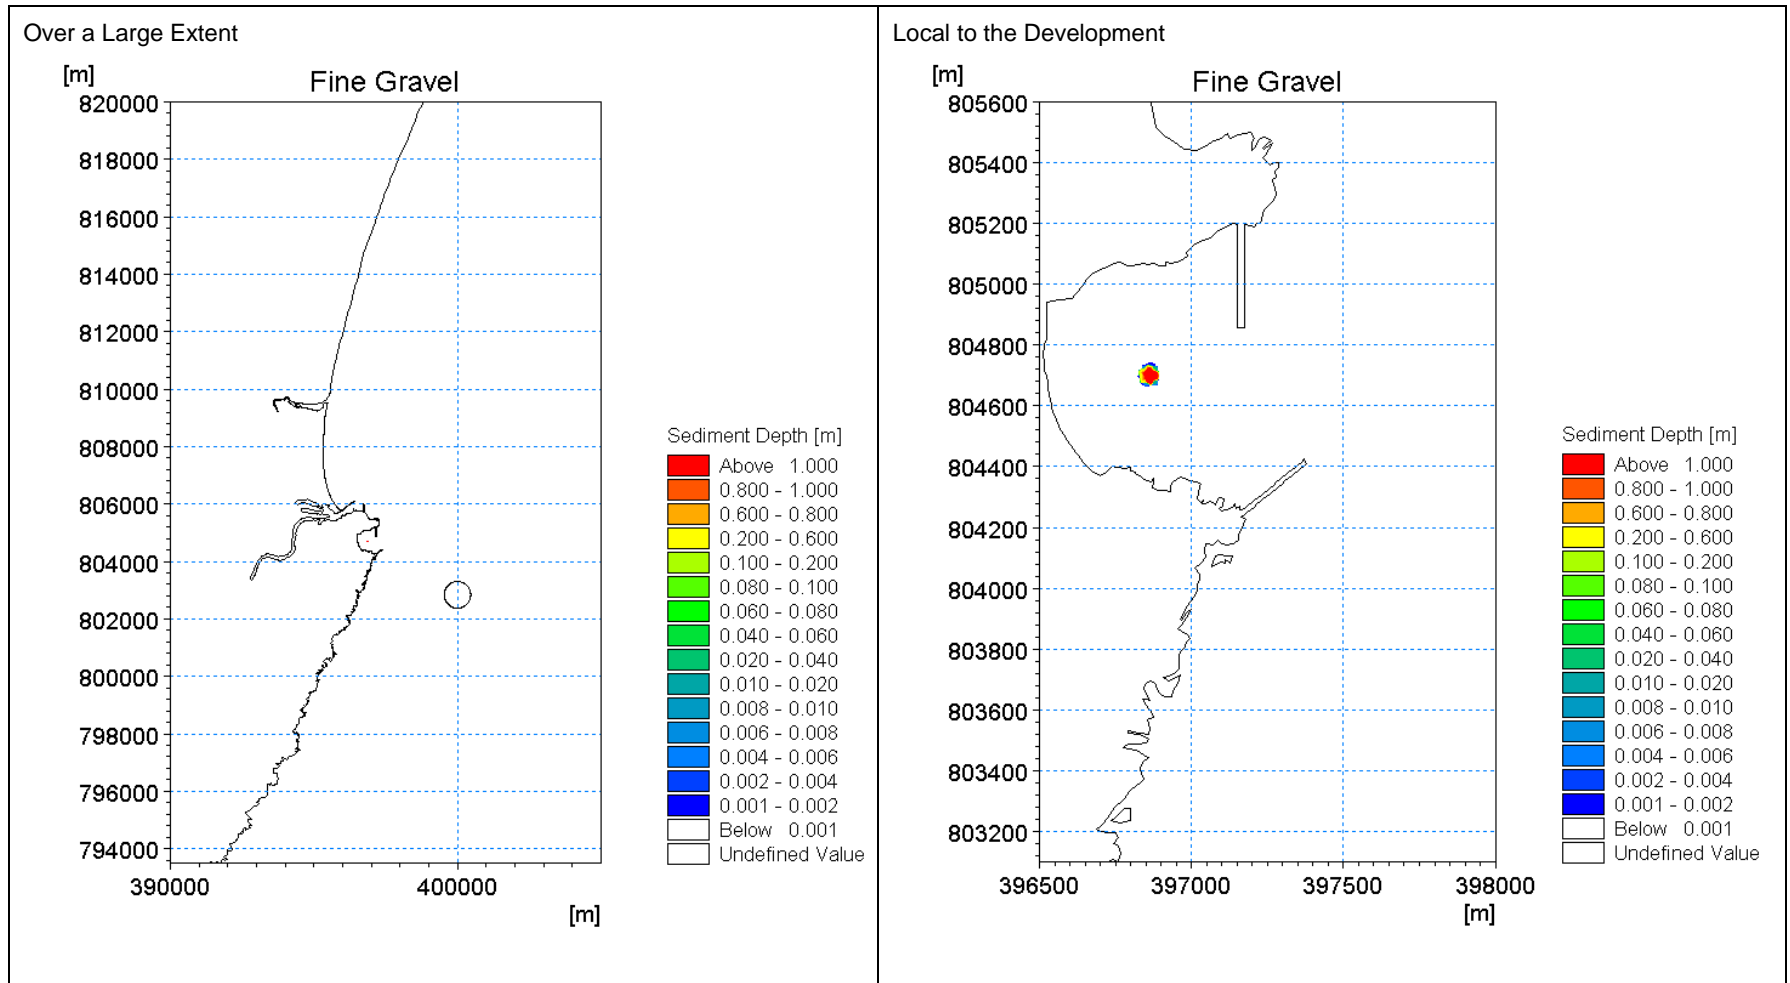 Over a Large Extent
[m]
Fine Gravel
820000
818000
816000
814000
812000
810000
808000
806000
804000
802000
800000
798000
796000
794000
390000
400000
[m]
Sediment Depth [m]
Above 1.000
0.800 - 1.000
0.600 - 0.800
0.200 - 0.600
0.100 - 0.200
0.080 - 0.100
0.060 - 0.080
0.040 - 0.060
0.020 - 0.040
0.010 - 0.020
0.008 - 0.010
0.006 - 0.008
0.004 - 0.006
0.002 - 0.004
0.001 - 0.002
Below 0.001
Undefined Value
Local to the Development
[m]
Fine Gravel
805600
805400
805200
805000
804800
804600
804400
804200
804000
803800
803600
803400
803200
396500
397000
397500
398000
[m]
Sediment Depth [m]
Above 1.000
0.800 - 1.000
0.600 - 0.800
0.200 - 0.600
0.100 - 0.200
0.080 - 0.100
0.060 - 0.080
0.040 - 0.060
0.020 - 0.040
0.010 - 0.020
0.008 - 0.010
0.006 - 0.008
0.004 - 0.006
0.002 - 0.004
0.001 - 0.002
Below 0.001
Undefined Value